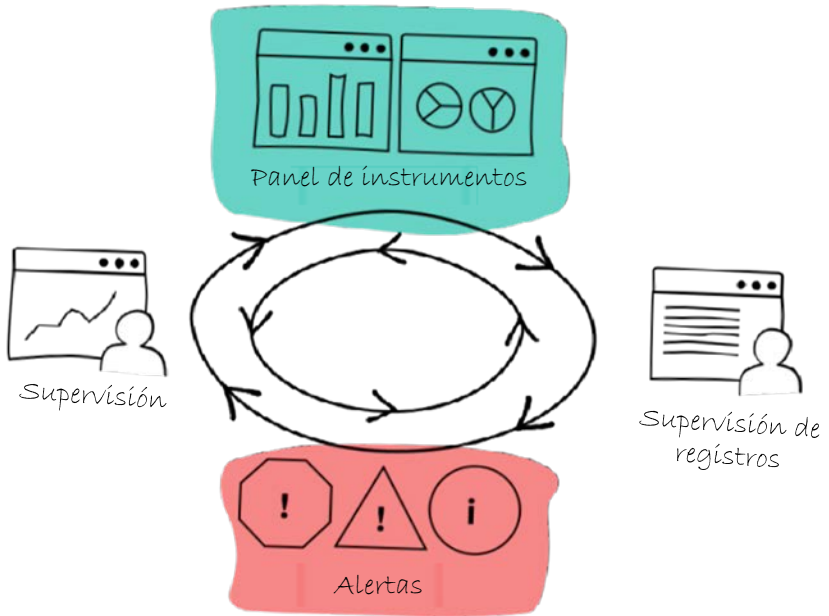 Panel de instrumentos
Supervisión
Supervisión de
registros
!
!
i
Alertas